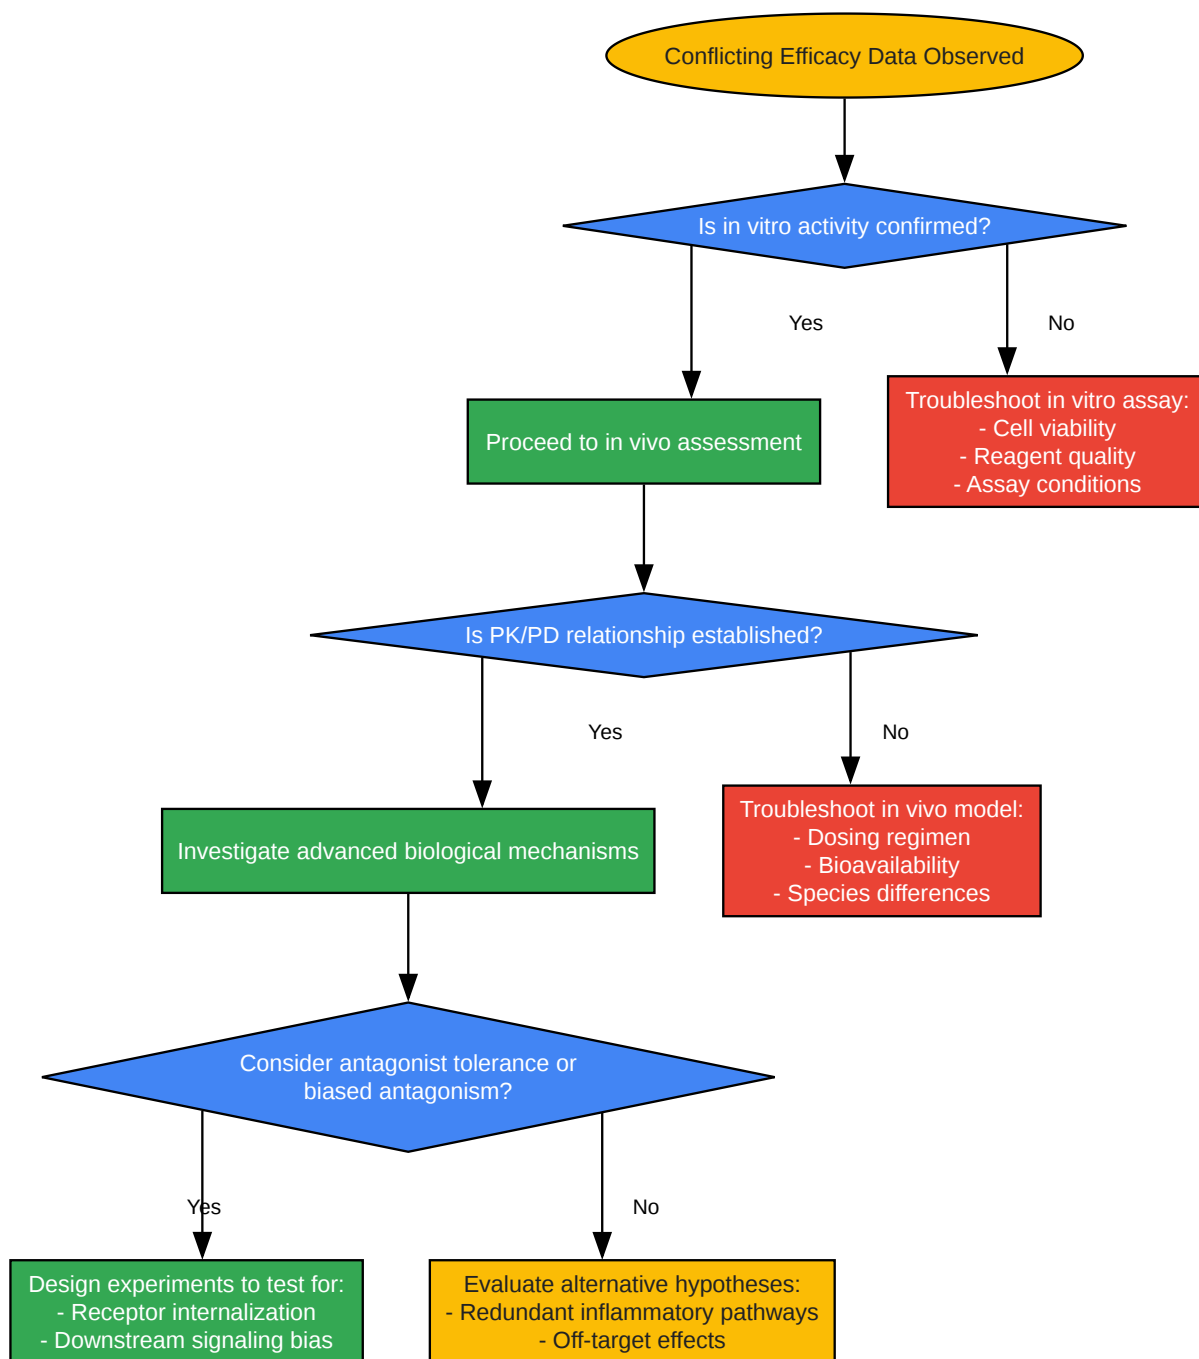 Conflicting Efficacy Data Observed
Is in vitro activity confirmed?
Yes
No
Proceed to in vivo assessment
Troubleshoot in vitro assay:
- Cell viability
- Reagent quality
- Assay conditions
Is PK/PD relationship established?
Yes
No
Investigate advanced biological mechanisms
Troubleshoot in vivo model:
- Dosing regimen
- Bioavailability
- Species differences
Consider antagonist tolerance or
biased antagonism?
Yes
No
Design experiments to test for:
- Receptor internalization
- Downstream signaling bias
Evaluate alternative hypotheses:
- Redundant inflammatory pathways
- Off-target effects